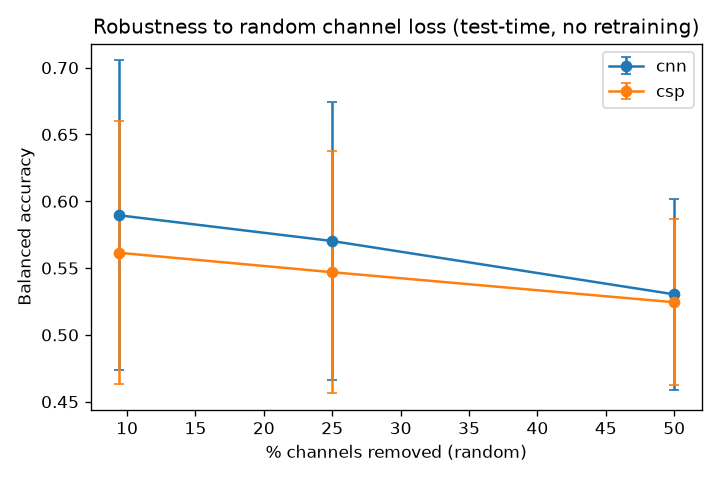 Robustness to random channel loss (test-time, no retraining)
cnn
csp
Balanced accuracy
0.70
0.65
0.60
0.55
0.50
0.45
10 15 20 25 30 35 40 45 50
% channels removed (random)